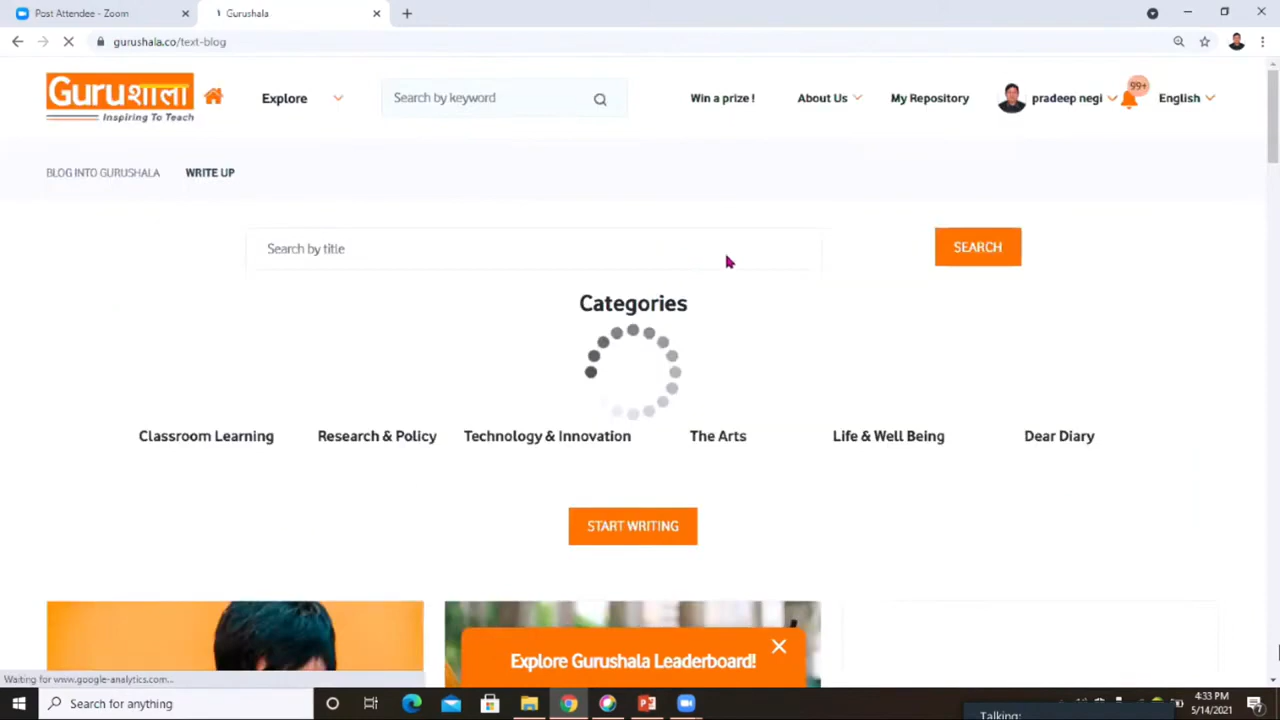 Post Attendee - Zoom
Gurushala
gurushala.co/text-blog
Guruशाला
Inspiring To Teach
Explore
Search by keyword
Win a prize !
About Us
My Repository
pradeep negi
99+
English
BLOG INTO GURUSHALA
WRITE UP
Search by title
SEARCH
Categories
Classroom Learning
Research & Policy
Technology & Innovation
The Arts
Life & Well Being
Dear Diary
START WRITING
Explore Gurushala Leaderboard!
Waiting for www.google-analytics.com...
Search for anything
4:33 PM
5/14/2021
Talking: